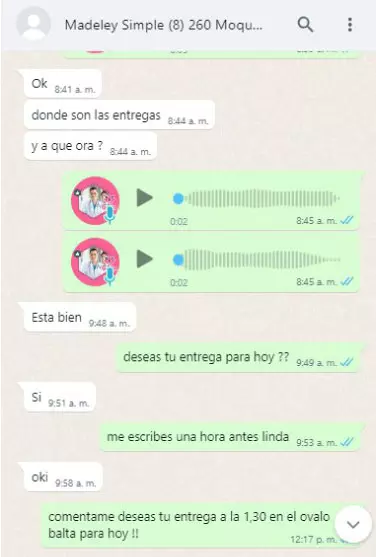 Madeley Simple (8) 260 Moqu...
Ok 8:41 a. m.
donde son las entregas 8:44 a. m.
y a que ora ? 8:44 a. m.
0:02 8:45 a. m.
0:02 8:45 a. m.
Esta bien 9:48 a. m.
deseas tu entrega para hoy ?? 9:49 a. m.
Si 9:51 a. m.
me escribes una hora antes linda 9:53 a. m.
oki 9:58 a. m.
comentame deseas tu entrega a la 1,30 en el ovalo
balta para hoy !! 12:17 p. m.